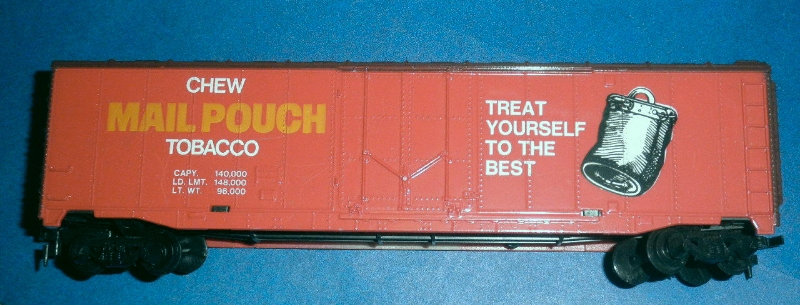 CHEW
MAIL POUCH
TOBACCO
CAPY. 140,000
LD. LMT. 148,000
LT. WT. 96,000
TREAT
YOURSELF
TO THE
BEST